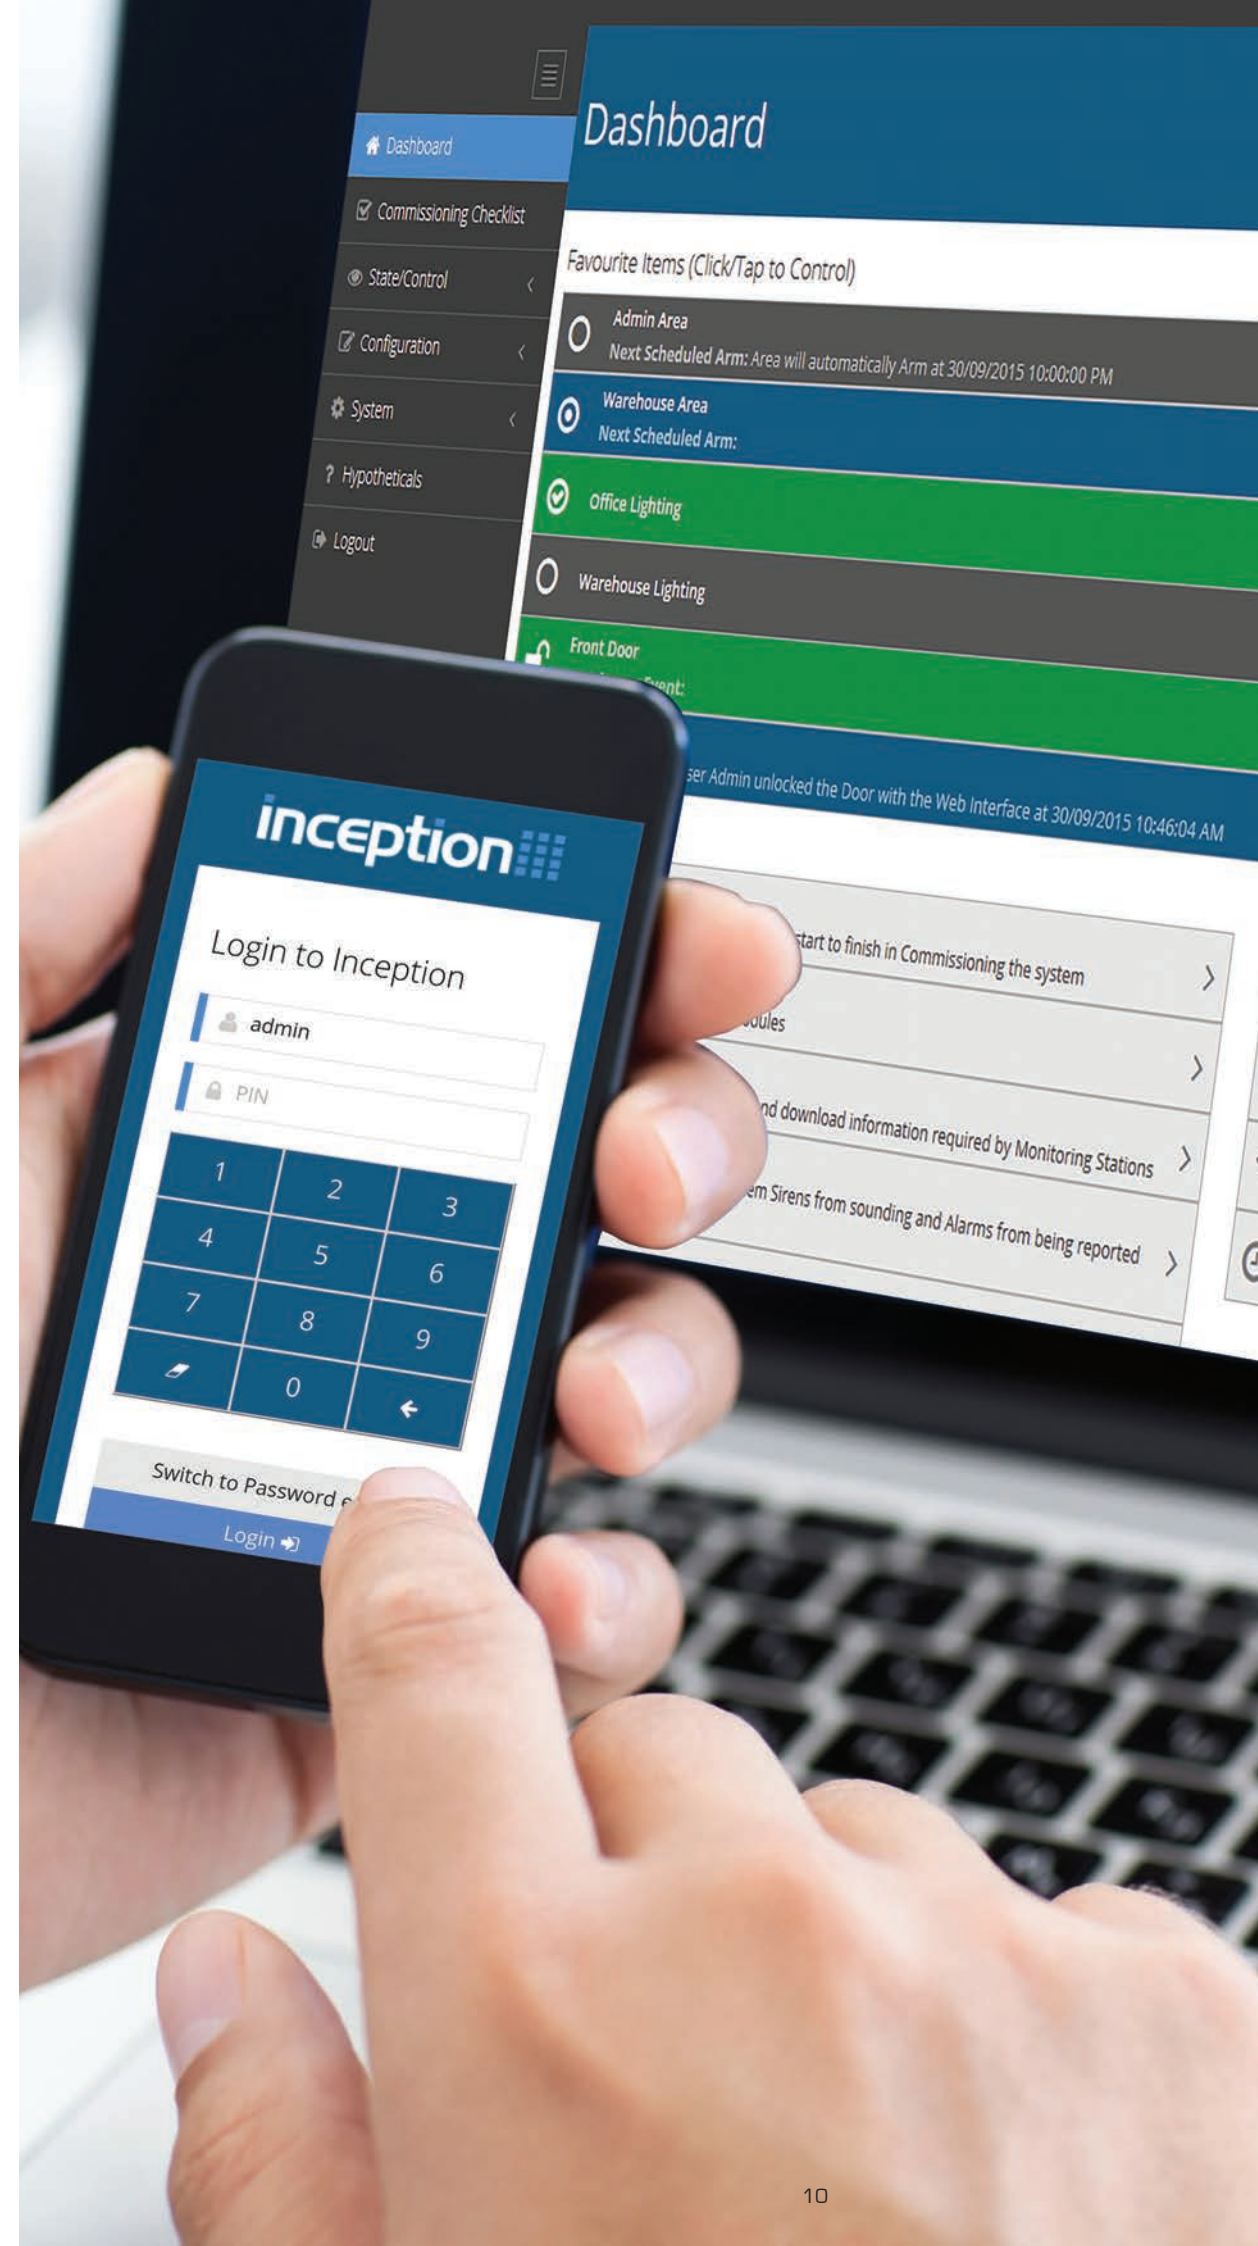 Dashboard
Commissioning Checklist
State/Control
Configuration
System
? Hypotheticals
Logout
Dashboard
Favourite Items (Click/Tap to Control)
Admin Area
Next Scheduled Arm: Area will automatically Arm at 30/09/2015 10:00:00 PM
Warehouse Area
Next Scheduled Arm:
Office Lighting
Warehouse Lighting
Front Door
Event:
ser Admin unlocked the Door with the Web Interface at 30/09/2015 10:46:04 AM
start to finish in Commissioning the system
dules
nd download information required by Monitoring Stations
em Sirens from sounding and Alarms from being reported
inception
Login to Inception
admin
PIN
1 2 3
4 5 6
7 8 9
0
Switch to Password e
Login
10